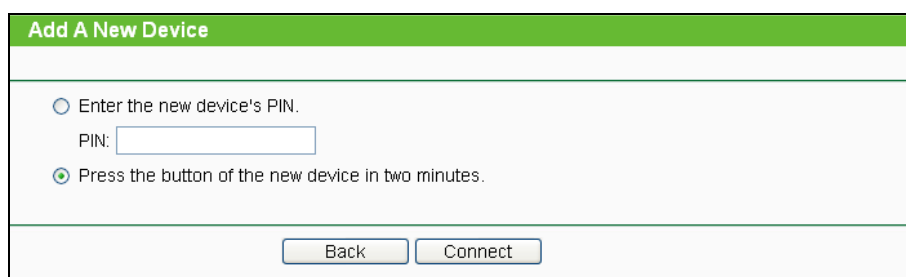 Add A New Device
Enter the new device's PIN.
PIN:
Press the button of the new device in two minutes.
Back Connect